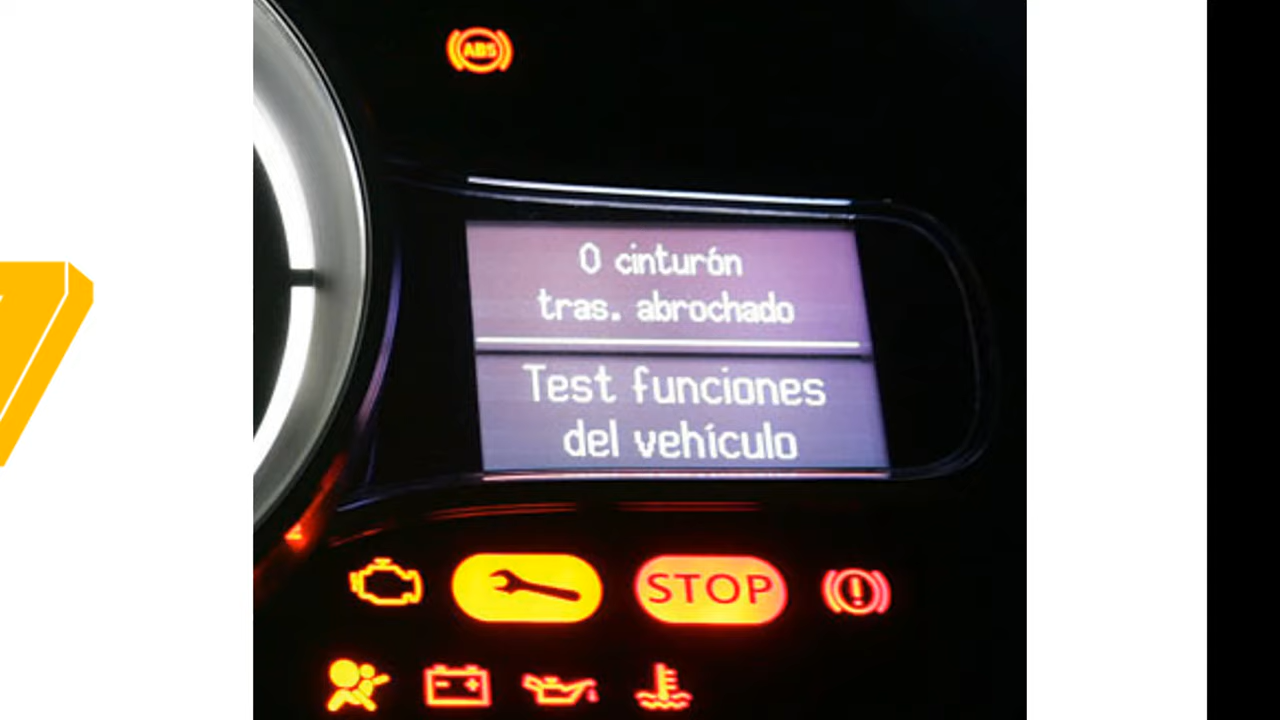 ABS
0 cinturón
tras. abrochado
Test funciones
del vehículo
STOP